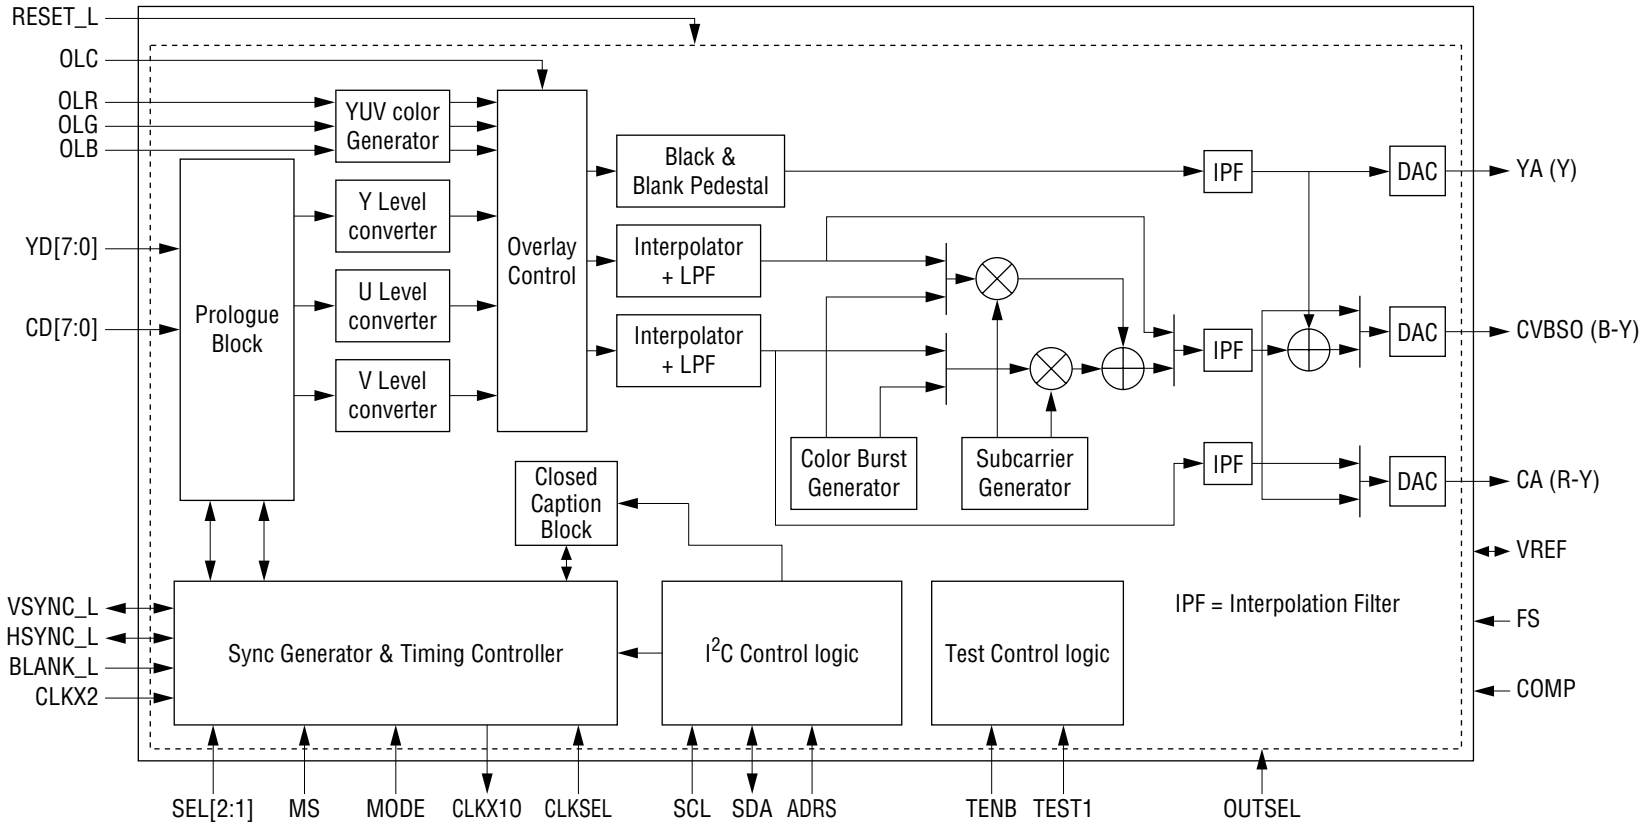 RESET_L
OLC
OLR
OLG
OLB
YUV color
Generator
Black &
Blank Pedestal
IPF
DAC
YA (Y)
Y Level
converter
YD[7:0]
Overlay
Control
Interpolator
+ LPF
U Level
converter
CD[7:0]
Prologue
Block
Interpolator
+ LPF
IPF
DAC
CVBSO (B-Y)
V Level
converter
Color Burst
Generator
Subcarrier
Generator
IPF
DAC
CA (R-Y)
Closed
Caption
Block
VREF
VSYNC_L
HSYNC_L
BLANK_L
CLKX2
Sync Generator & Timing Controller
I²C Control logic
Test Control logic
IPF = Interpolation Filter
FS
COMP
SEL[2:1]
MS
MODE
CLKX10
CLKSEL
SCL
SDA
ADRS
TENB
TEST1
OUTSEL